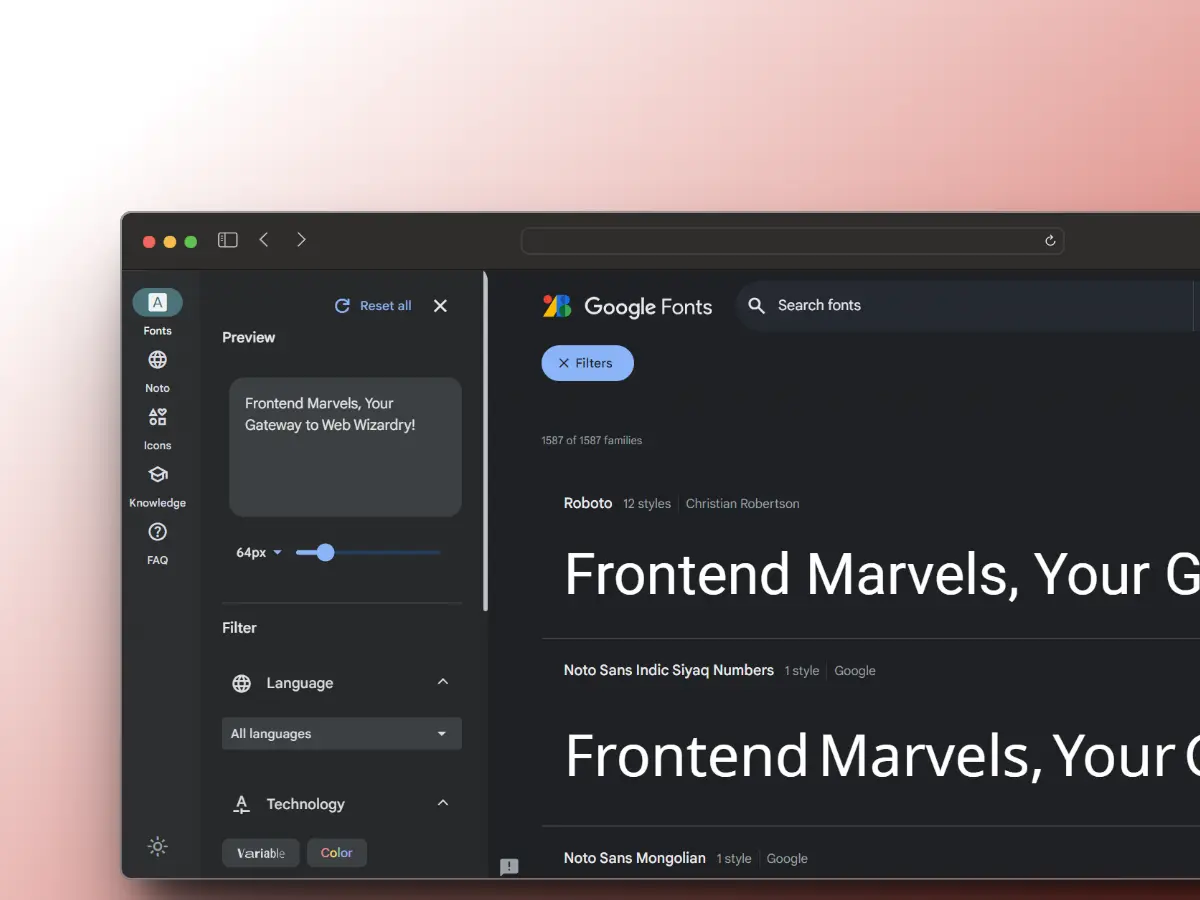 A
Fonts
Noto
Icons
Knowledge
FAQ
Reset all
Preview
Frontend Marvels, Your
Gateway to Web Wizardry!
64px
Filter
Language
All languages
Technology
Variable Color
Google Fonts
Search fonts
Filters
1587 of 1587 families
Roboto 12 styles Christian Robertson
Frontend Marvels, Your G
Noto Sans Indic Siyaq Numbers 1 style Google
Frontend Marvels, Your
Noto Sans Mongolian 1 style Google